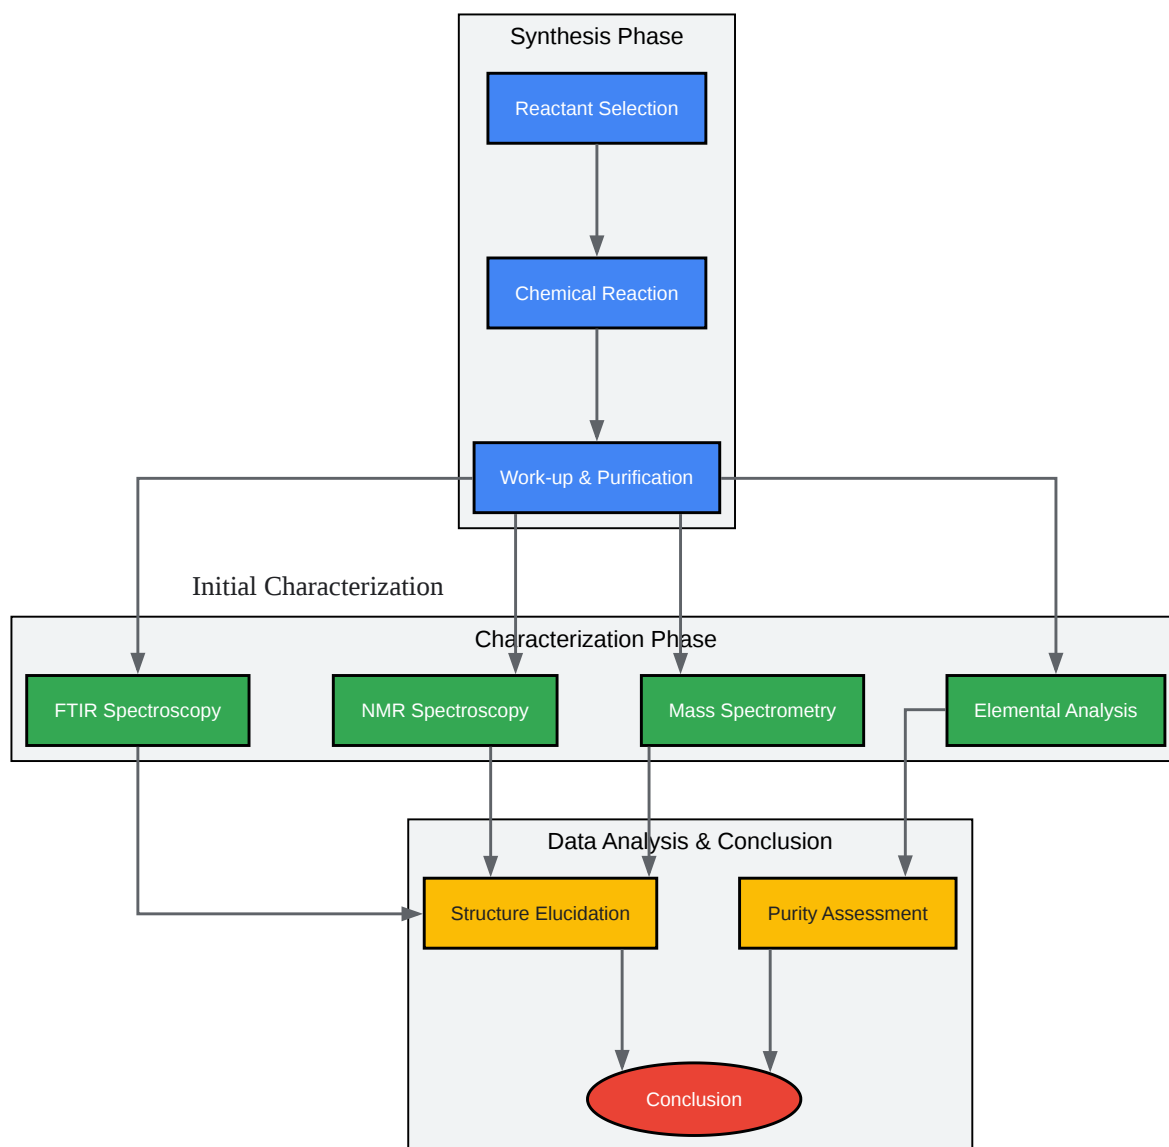 Synthesis Phase
Reactant Selection
Chemical Reaction
Work-up & Purification
Initial Characterization
Characterization Phase
FTIR Spectroscopy
NMR Spectroscopy
Mass Spectrometry
Elemental Analysis
Data Analysis & Conclusion
Structure Elucidation
Purity Assessment
Conclusion